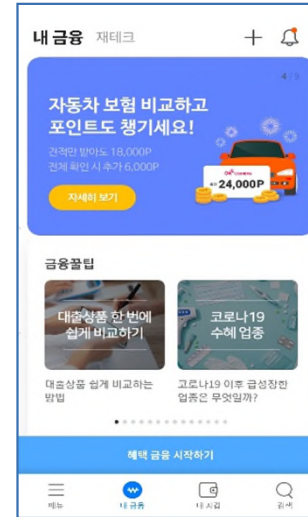 내 금융 재테크
4/9
자동차 보험 비교하고
포인트도 챙기세요!
견적만 받아도 18,000P
전체 확인 시 추가 6,000P
자세히 보기
24,000P
금융꿀팁
대출상품 한 번에
쉽게 비교하기
코로나19
수혜 업종
대출상품 쉽게 비교하는
방법
코로나19 이후 급성장한
업종은 무엇일까?
혜택 금융 시작하기
메뉴
내 금융
내 지갑
검색